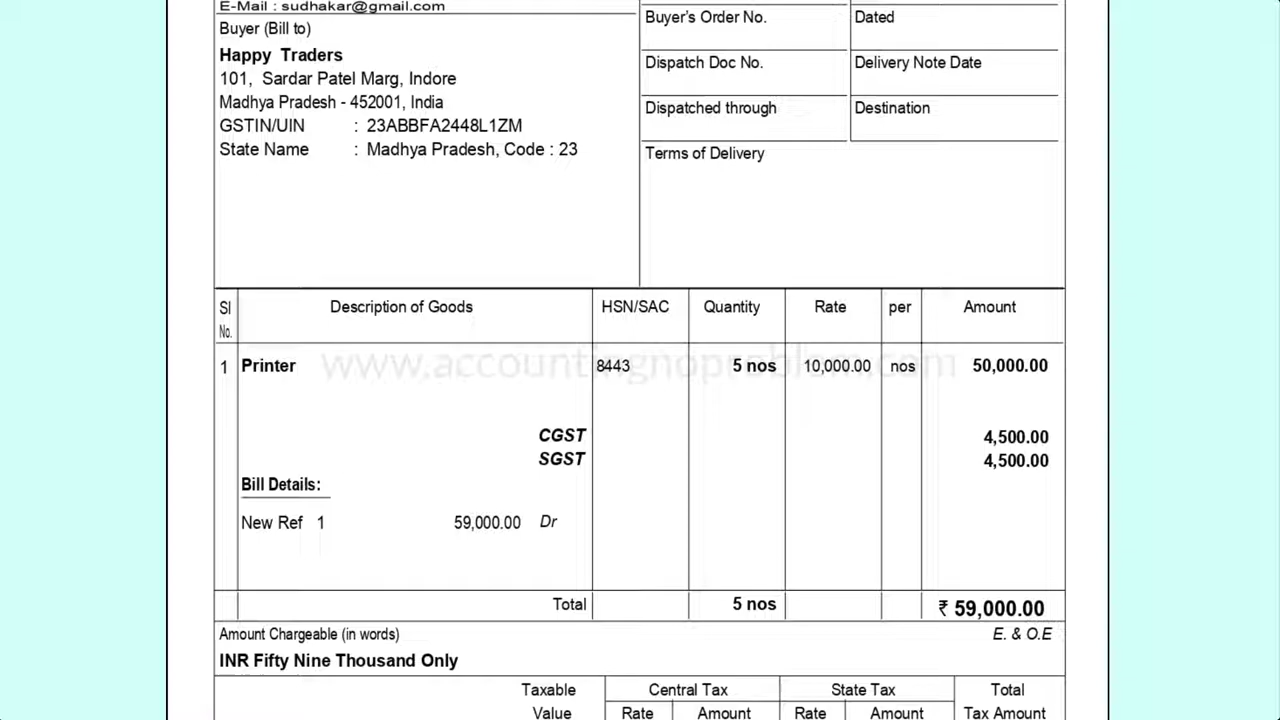 E-Mail : sudhakar@gmail.com
Buyer (Bill to)
Happy Traders
101, Sardar Patel Marg, Indore
Madhya Pradesh - 452001, India
GSTIN/UIN : 23ABBFA2448L1ZM
State Name : Madhya Pradesh, Code : 23
Buyer's Order No. Dated
Dispatch Doc No. Delivery Note Date
Dispatched through Destination
Terms of Delivery
Sl No. Description of Goods HSN/SAC Quantity Rate per Amount
www.accountingnoproblem.com
1 Printer 8443 5 nos 10,000.00 nos 50,000.00
CGST 4,500.00
SGST 4,500.00
Bill Details:
New Ref 1 59,000.00 Dr
Total 5 nos ₹ 59,000.00
Amount Chargeable (in words) E. & O.E
INR Fifty Nine Thousand Only
Taxable Value Central Tax State Tax Total Tax Amount
Rate Amount Rate Amount